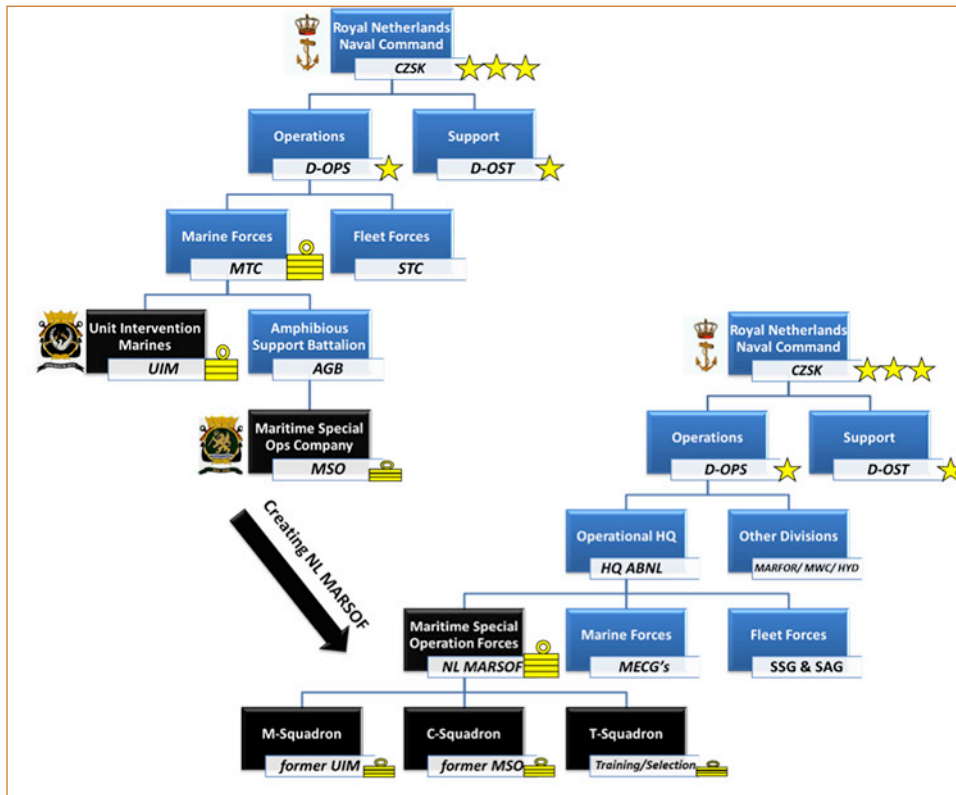 Royal Netherlands
Naval Command
CZSK
Operations
D-OPS
Support
D-OST
Marine Forces
MTC
Fleet Forces
STC
Unit Intervention
Marines
UIM
Amphibious
Support Battalion
AGB
Maritime Special
Ops Company
MSO
Creating NL MARSOF
Royal Netherlands
Naval Command
CZSK
Operations
D-OPS
Support
D-OST
Operational HQ
HQ ABNL
Other Divisions
MARFOR/ MWC/ HYD
Maritime Special
Operation Forces
NL MARSOF
Marine Forces
MECG's
Fleet Forces
SSG & SAG
M-Squadron
former UIM
C-Squadron
former MSO
T-Squadron
Training/Selection